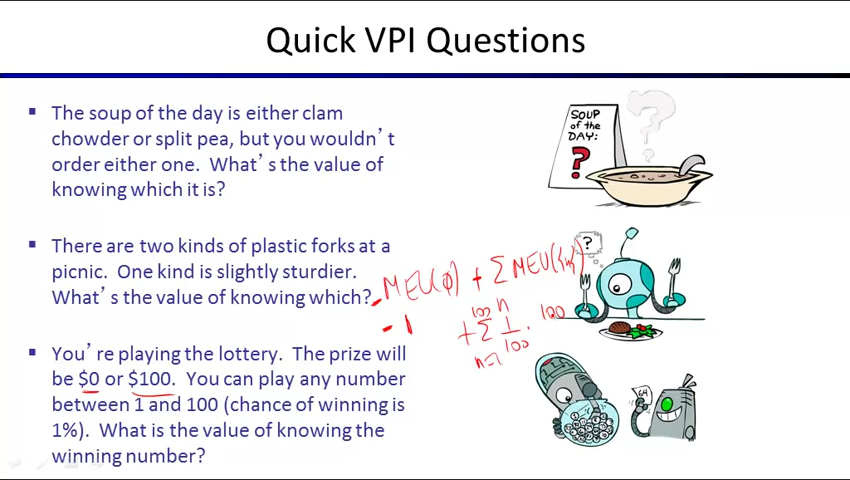 Quick VPI Questions
The soup of the day is either clam
chowder or split pea, but you wouldn't
order either one. What's the value of
knowing which it is?
SOUP
of the
DAY:
?
There are two kinds of plastic forks at a
picnic. One kind is slightly sturdier.
What's the value of knowing which?
?
- MEU(ϕ) + Σ MEU({n})
n
- 1 + Σ 1/100 · 100
100
n=1
You're playing the lottery. The prize will
be $0 or $100. You can play any number
between 1 and 100 (chance of winning is
1%). What is the value of knowing the
winning number?
64